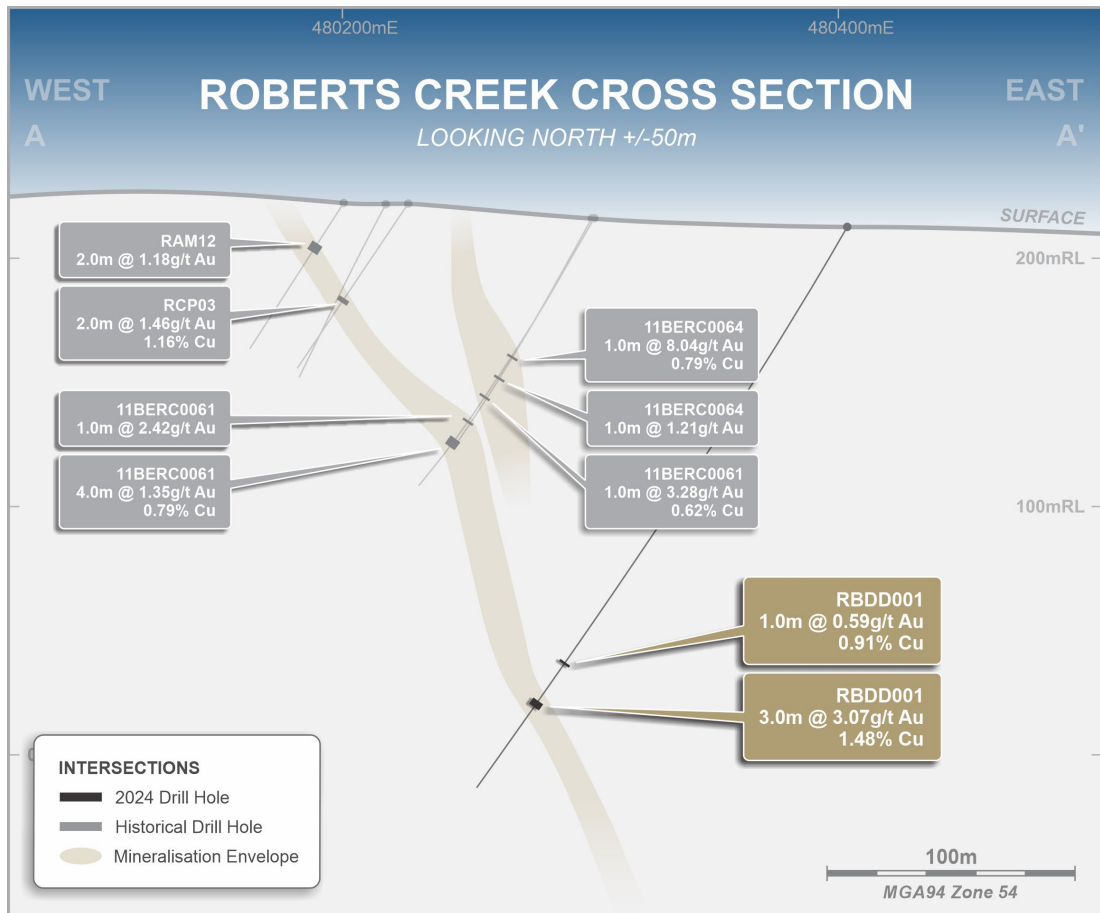 480200mE
480400mE
WEST
ROBERTS CREEK CROSS SECTION
EAST
A
LOOKING NORTH +/-50m
A'
SURFACE
RAM12
2.0m @ 1.18g/t Au
200mRL
RCP03
2.0m @ 1.46g/t Au
1.16% Cu
11BERC0064
1.0m @ 8.04g/t Au
0.79% Cu
11BERC0061
1.0m @ 2.42g/t Au
11BERC0064
1.0m @ 1.21g/t Au
11BERC0061
4.0m @ 1.35g/t Au
0.79% Cu
11BERC0061
1.0m @ 3.28g/t Au
0.62% Cu
100mRL
RBDD001
1.0m @ 0.59g/t Au
0.91% Cu
RBDD001
3.0m @ 3.07g/t Au
1.48% Cu
INTERSECTIONS
2024 Drill Hole
Historical Drill Hole
Mineralisation Envelope
100m
MGA94 Zone 54